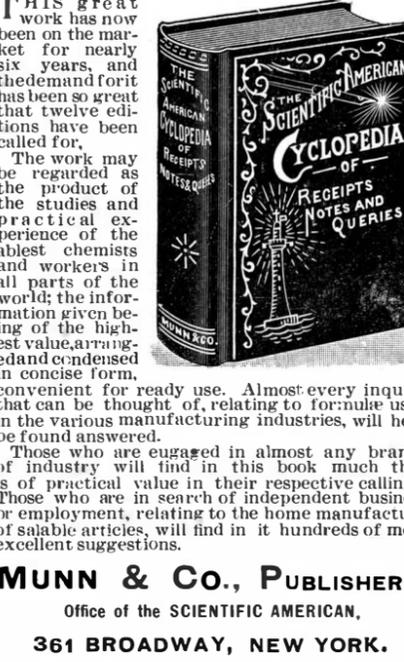 THIS great
work has now
been on the mar-
ket for nearly
six years, and
thedemand forit
has been so great
that twelve edi-
tions have been
called for.
The work may
be regarded as
the product of
the studies and
practical ex-
perience of the
ablest chemists
and workers in
all parts of the
world; the infor-
mation given be-
ing of the high-
est value, arrang-
edand condensed
in concise form,
convenient for ready use. Almost every inqu
that can be thought of, relating to formulæ us
in the various manufacturing industries, will he
be found answered.
Those who are eugaged in almost any bran
of industry will find in this book much th
is of practical value in their respective callin
Those who are in search of independent busin
or employment, relating to the home manufactu
of salable articles, will find in it hundreds of mo
excellent suggestions.
MUNN & CO., PUBLISHER
Office of the SCIENTIFIC AMERICAN,
361 BROADWAY, NEW YORK.
THE
SCIENTIFIC
AMERICAN
CYCLOPEDIA
OF
RECEIPTS
NOTES & QUERIES
MUNN & CO.
THE
SCIENTIFIC AMERICAN
CYCLOPEDIA
OF
RECEIPTS
NOTES AND
QUERIES